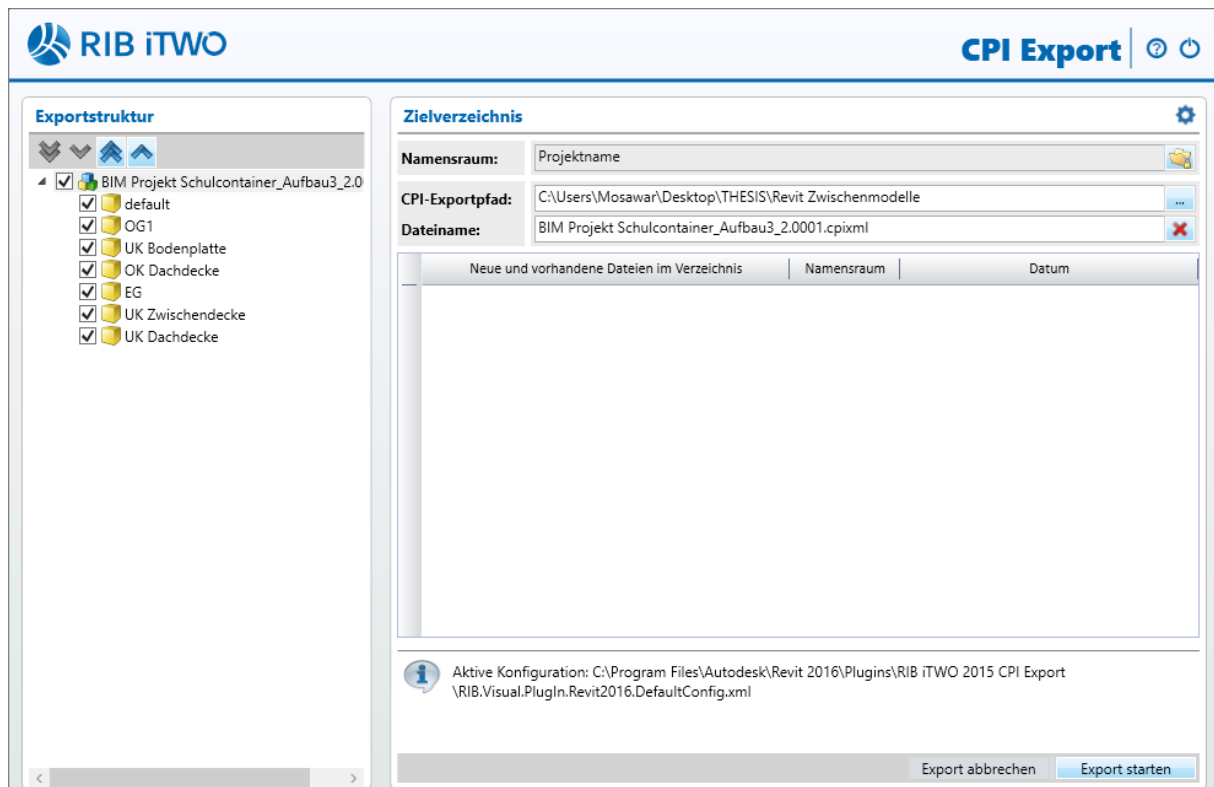 RIB iTWO
CPI Export
Exportstruktur
BIM Projekt Schulcontainer_Aufbau3_2.0
default
OG1
UK Bodenplatte
OK Dachdecke
EG
UK Zwischendecke
UK Dachdecke
Zielverzeichnis
Namensraum: Projektname
CPI-Exportpfad: C:\Users\Mosawar\Desktop\THESIS\Revit Zwischenmodelle
...
Dateiname: BIM Projekt Schulcontainer_Aufbau3_2.0001.cpixml
Neue und vorhandene Dateien im Verzeichnis Namensraum Datum
Aktive Konfiguration: C:\Program Files\Autodesk\Revit 2016\Plugins\RIB iTWO 2015 CPI Export
\RIB.Visual.PlugIn.Revit2016.DefaultConfig.xml
Export abbrechen Export starten